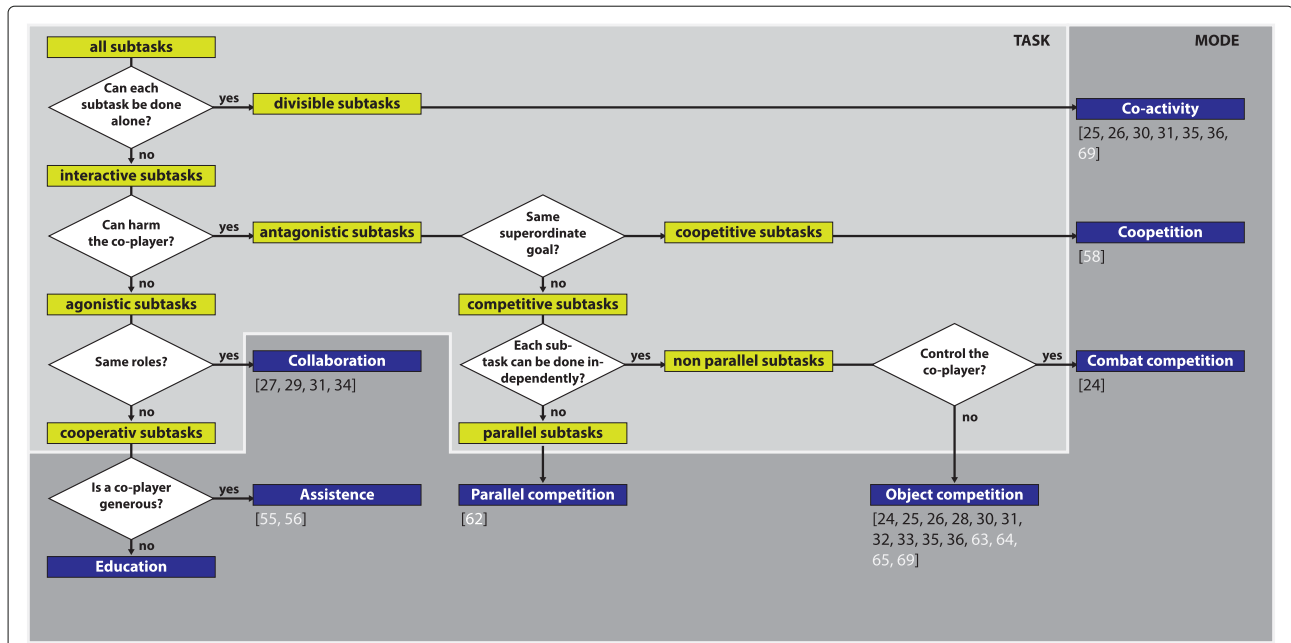 TASK
MODE
all subtasks
Can each
subtask be done
alone?
yes
divisible subtasks
Co-activity
[25, 26, 30, 31, 35, 36,
69]
no
interactive subtasks
Can harm
the co-player?
yes
antagonistic subtasks
Same
superordinate
goal?
coopetitive subtasks
Coopetition
[58]
no
no
agonistic subtasks
competitive subtasks
Same roles?
yes
Collaboration
[27, 29, 31, 34]
Each sub-
task can be done in-
dependently?
yes
non parallel subtasks
Control the
co-player?
yes
Combat competition
[24]
no
no
no
cooperativ subtasks
parallel subtasks
Is a co-player
generous?
yes
Assistence
[55, 56]
Parallel competition
[62]
Object competition
[24, 25, 26, 28, 30, 31,
32, 33, 35, 36, 63, 64,
65, 69]
no
Education